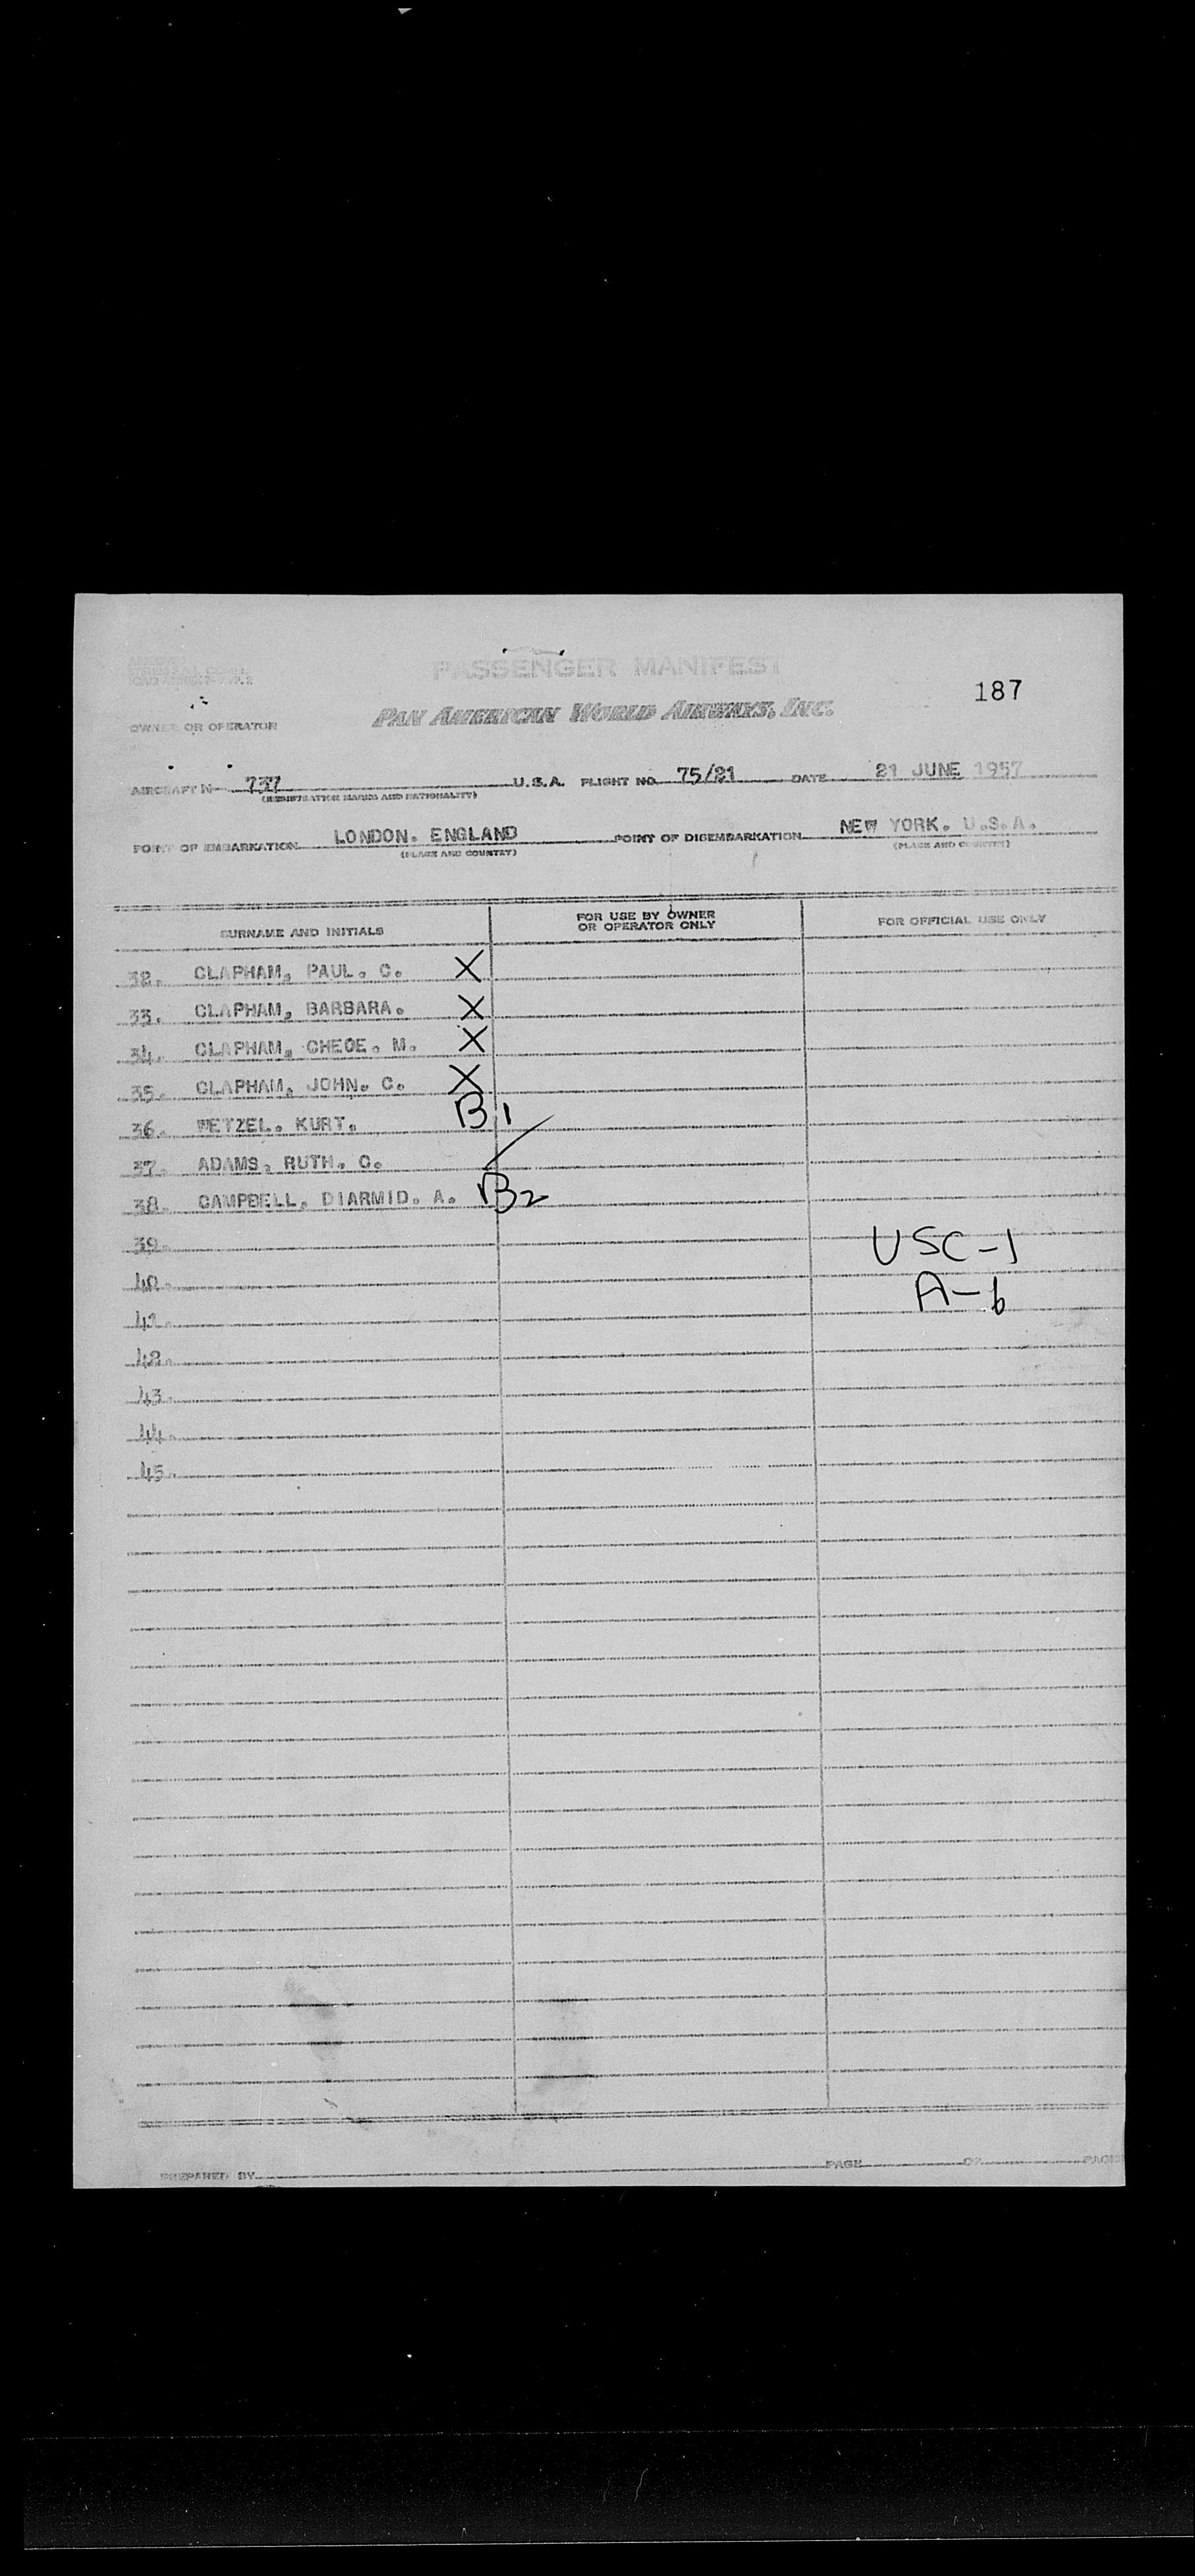 PASSENGER MANIFEST
187
PAN AMERICAN WORLD AIRWAYS, INC.
OWNER OR OPERATOR
AIRCRAFT N— 737 U.S.A. FLIGHT NO. 75/21 DATE 21 JUNE 1957
(REGISTRATION MARKS AND NATIONALITY)
POINT OF EMBARKATION LONDON. ENGLAND POINT OF DISEMBARKATION NEW YORK. U.S.A.
(PLACE AND COUNTRY) (PLACE AND COUNTRY)
SURNAME AND INITIALS FOR USE BY OWNER OR OPERATOR ONLY FOR OFFICIAL USE ONLY
32. CLAPHAM, PAUL. C. X
33. CLAPHAM, BARBARA. X
34. CLAPHAM, CHEOE. M. X
35. CLAPHAM, JOHN. C. X
36. WETZEL. KURT. B1
37. ADAMS, RUTH. C.
38. CAMPBELL, DIARMID. A. B2
39. USC-1
40. A-6
41.
42.
43.
44.
45.
PREPARED BY PAGE OF PAGES